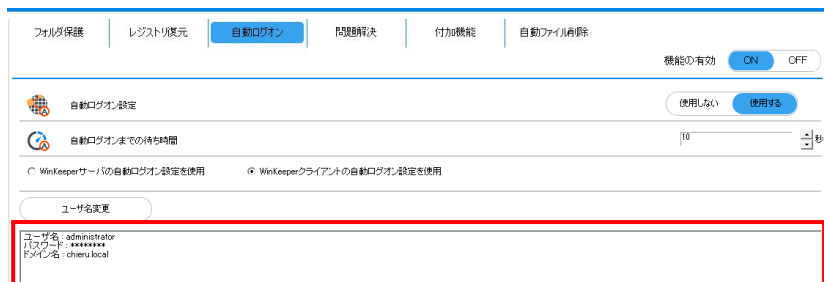 フォルダ保護 レジストリ復元 自動ログオン 問題解決 付加機能 自動ファイル削除
機能の有効 ON OFF
自動ログオン設定 使用しない 使用する
自動ログオンまでの待ち時間 10 秒
WinKeeperサーバの自動ログオン設定を使用 WinKeeperクライアントの自動ログオン設定を使用
ユーザ名変更
ユーザ名 : administrator
パスワード : ********
ドメイン名 : chieru.local